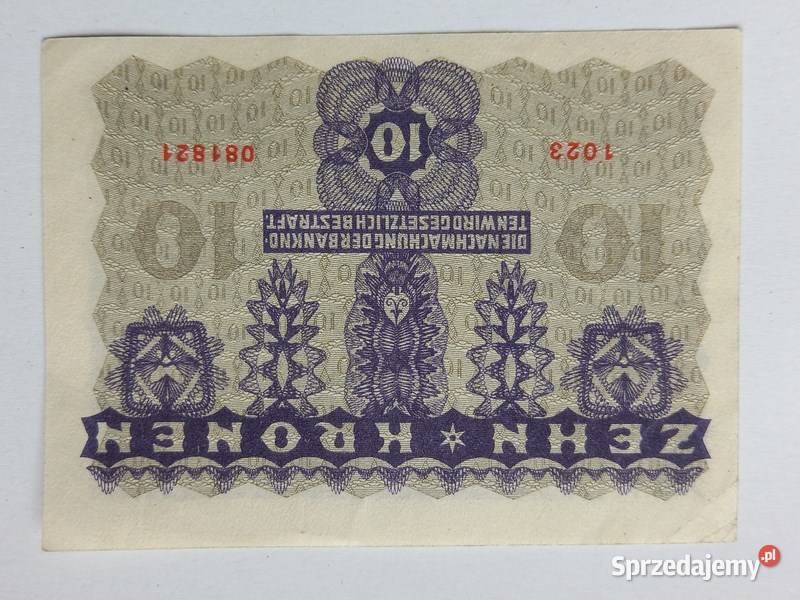 ZEHN * KRONEN
10 10
DIE NACHMACHUNG DER BANKNO-
TEN WIRD GESETZLICH BESTRAFT.
1023 10 081821
Sprzedajemy.pl